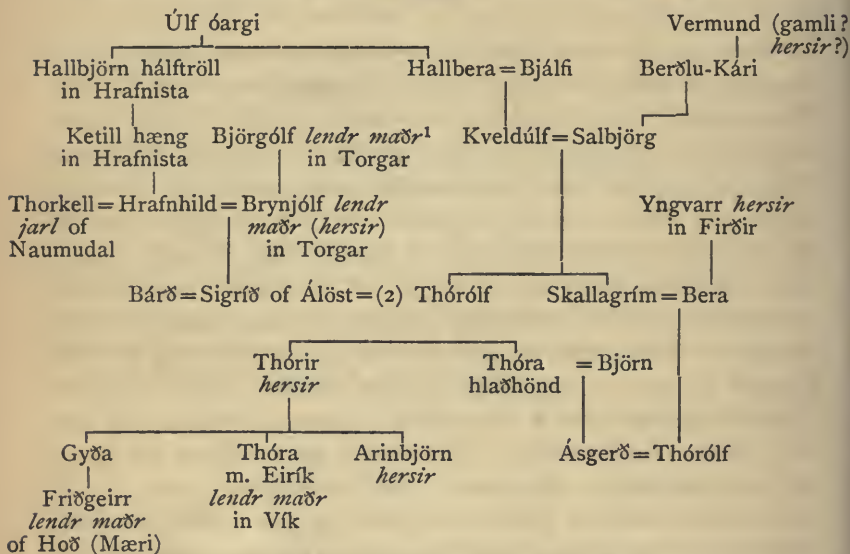 Úlf óargi Vermund (gamli?
hersir?)
Hallbjörn hálftröll Hallbera = Bjálfi Berðlu-Kári
in Hrafnista
Ketill hæng Björgólf lendr maðr¹ Kveldúlf = Salbjörg
in Hrafnista in Torgar
Thorkell = Hrafnhild = Brynjólf lendr Yngvarr hersir
jarl of maðr (hersir) in Firðir
Naumudal in Torgar
Bárð = Sigríð of Álöst = (2) Thórólf Skallagrím = Bera
Thórir Thóra = Björn
hersir hlaðhönd
Gyða Thóra Arinbjörn Ásgerð = Thórólf
m. Eirík hersir
Friðgeirr lendr maðr
lendr maðr in Vík
of Hoð (Mæri)